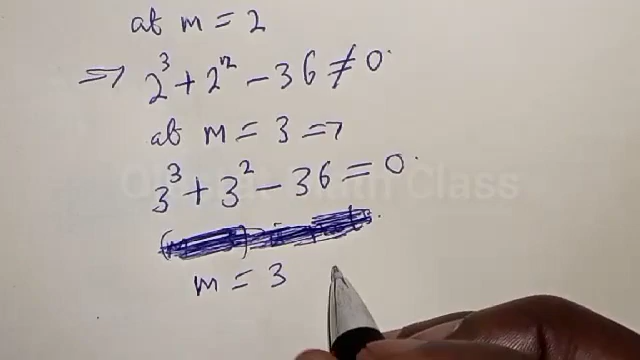 at m = 2
=> 2³ + 2² - 36 ≠ 0.
at m = 3 =>
3³ + 3² - 36 = 0.
m = 3